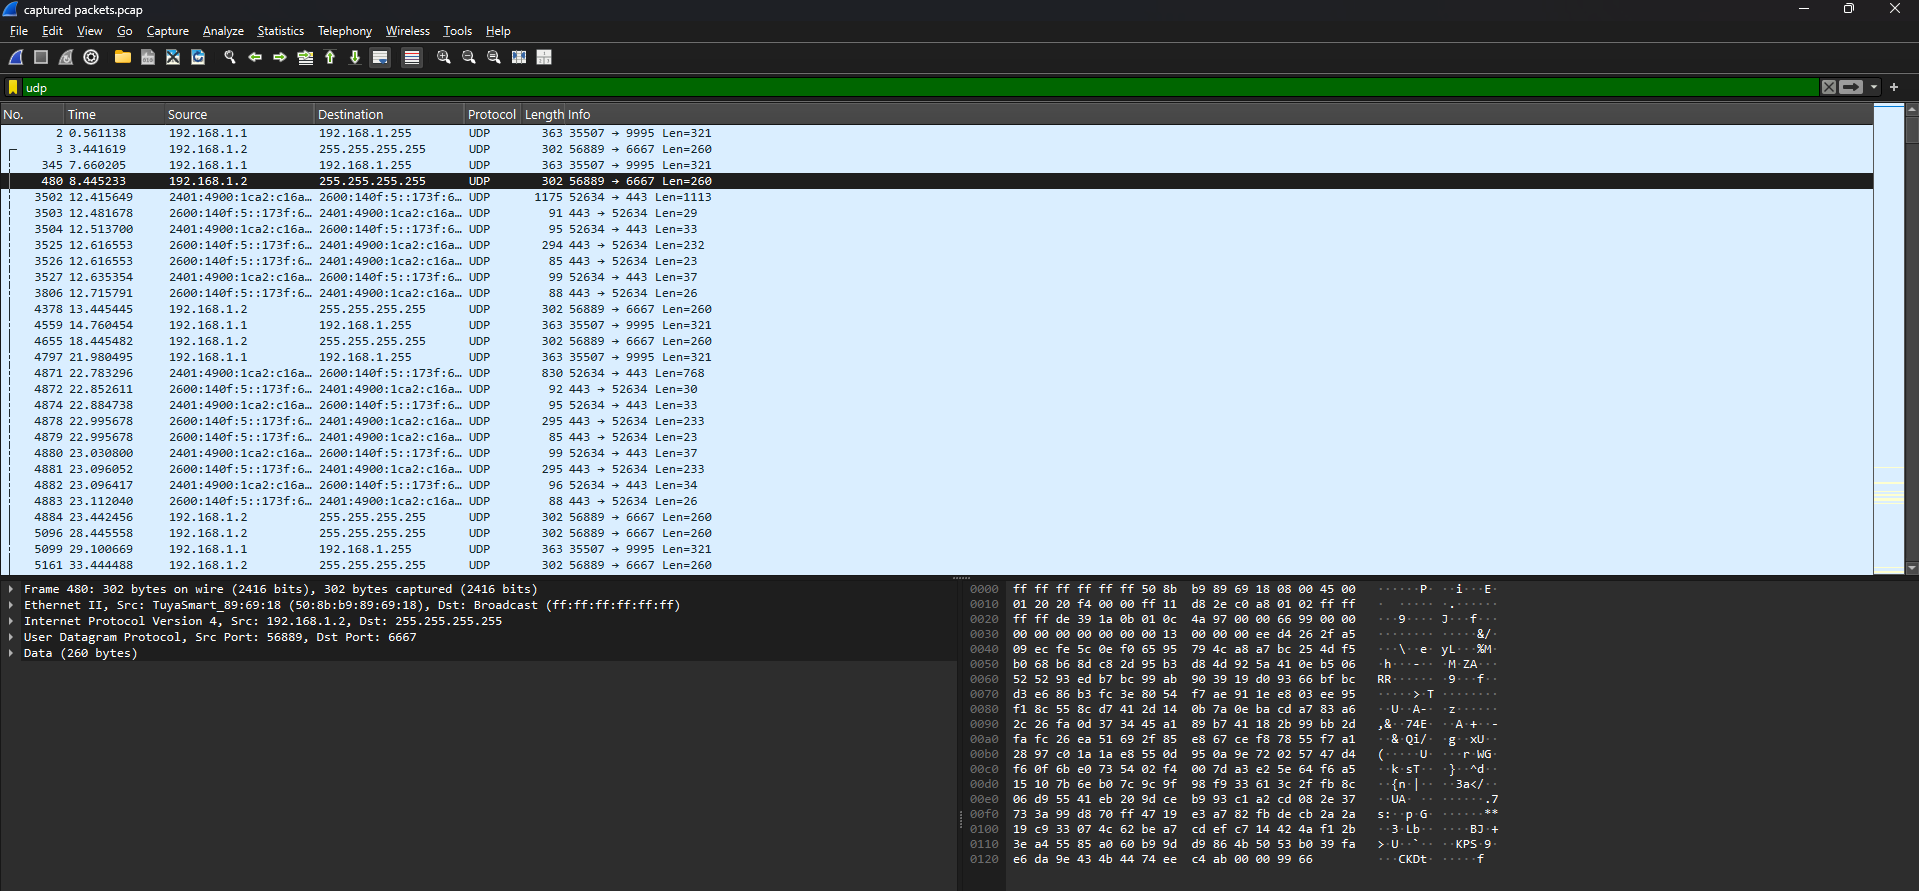 captured packets.pcap
File Edit View Go Capture Analyze Statistics Telephony Wireless Tools Help
udp
No. Time Source Destination Protocol Length Info
2 0.561138 192.168.1.1 192.168.1.255 UDP 363 35507 → 9995 Len=321
3 3.441619 192.168.1.2 255.255.255.255 UDP 302 56889 → 6667 Len=260
345 7.660205 192.168.1.1 192.168.1.255 UDP 363 35507 → 9995 Len=321
480 8.445233 192.168.1.2 255.255.255.255 UDP 302 56889 → 6667 Len=260
3502 12.415649 2401:4900:1ca2:c16a… 2600:140f:5::173f:6… UDP 1175 52634 → 443 Len=1113
3503 12.481678 2600:140f:5::173f:6… 2401:4900:1ca2:c16a… UDP 91 443 → 52634 Len=29
3504 12.513700 2401:4900:1ca2:c16a… 2600:140f:5::173f:6… UDP 95 52634 → 443 Len=33
3525 12.616553 2600:140f:5::173f:6… 2401:4900:1ca2:c16a… UDP 294 443 → 52634 Len=232
3526 12.616553 2600:140f:5::173f:6… 2401:4900:1ca2:c16a… UDP 85 443 → 52634 Len=23
3527 12.635354 2401:4900:1ca2:c16a… 2600:140f:5::173f:6… UDP 99 52634 → 443 Len=37
3806 12.715791 2600:140f:5::173f:6… 2401:4900:1ca2:c16a… UDP 88 443 → 52634 Len=26
4378 13.445445 192.168.1.2 255.255.255.255 UDP 302 56889 → 6667 Len=260
4559 14.760454 192.168.1.1 192.168.1.255 UDP 363 35507 → 9995 Len=321
4655 18.445482 192.168.1.2 255.255.255.255 UDP 302 56889 → 6667 Len=260
4797 21.980495 192.168.1.1 192.168.1.255 UDP 363 35507 → 9995 Len=321
4871 22.783296 2401:4900:1ca2:c16a… 2600:140f:5::173f:6… UDP 830 52634 → 443 Len=768
4872 22.852611 2600:140f:5::173f:6… 2401:4900:1ca2:c16a… UDP 92 443 → 52634 Len=30
4874 22.884738 2401:4900:1ca2:c16a… 2600:140f:5::173f:6… UDP 95 52634 → 443 Len=33
4878 22.995678 2600:140f:5::173f:6… 2401:4900:1ca2:c16a… UDP 295 443 → 52634 Len=233
4879 22.995678 2600:140f:5::173f:6… 2401:4900:1ca2:c16a… UDP 85 443 → 52634 Len=23
4880 23.030800 2401:4900:1ca2:c16a… 2600:140f:5::173f:6… UDP 99 52634 → 443 Len=37
4881 23.096052 2600:140f:5::173f:6… 2401:4900:1ca2:c16a… UDP 295 443 → 52634 Len=233
4882 23.096417 2401:4900:1ca2:c16a… 2600:140f:5::173f:6… UDP 96 52634 → 443 Len=34
4883 23.112040 2600:140f:5::173f:6… 2401:4900:1ca2:c16a… UDP 88 443 → 52634 Len=26
4884 23.442456 192.168.1.2 255.255.255.255 UDP 302 56889 → 6667 Len=260
5096 28.445558 192.168.1.2 255.255.255.255 UDP 302 56889 → 6667 Len=260
5099 29.100669 192.168.1.1 192.168.1.255 UDP 363 35507 → 9995 Len=321
5161 33.444488 192.168.1.2 255.255.255.255 UDP 302 56889 → 6667 Len=260
Frame 480: 302 bytes on wire (2416 bits), 302 bytes captured (2416 bits)
Ethernet II, Src: TuyaSmart_89:69:18 (50:8b:b9:89:69:18), Dst: Broadcast (ff:ff:ff:ff:ff:ff)
Internet Protocol Version 4, Src: 192.168.1.2, Dst: 255.255.255.255
User Datagram Protocol, Src Port: 56889, Dst Port: 6667
Data (260 bytes)
0000 ff ff ff ff ff ff 50 8b b9 89 69 18 08 00 45 00 ······P· ··i···E·
0010 01 20 20 f4 00 00 ff 11 d8 2e c0 a8 01 02 ff ff ·  ····· ·.······
0020 ff ff de 39 1a 0b 01 0c 4a 97 00 00 66 99 00 00 ···9···· J···f···
0030 00 00 00 00 00 00 00 13 00 00 00 ee d4 26 2f a5 ········ ·····&/·
0040 09 ec fe 5c 0e f0 65 95 79 4c a8 a7 bc 25 4d f5 ···\··e· yL···%M·
0050 b0 68 b6 8d c8 2d 95 b3 d8 4d 92 5a 41 0e b5 06 ·h···-·· ·M·ZA···
0060 52 52 93 ed b7 bc 99 ab 90 39 19 d0 93 66 bf bc RR······ ·9···f··
0070 d3 e6 86 b3 fc 3e 80 54 f7 ae 91 1e e8 03 ee 95 ·····>·T ········
0080 f1 8c 55 8c d7 41 2d 14 0b 7a 0e ba cd a7 83 a6 ··U··A-· ·z······
0090 2c 26 fa 0d 37 34 45 a1 89 b7 41 18 2b 99 bb 2d ,&··74E· ··A·+··-
00a0 fa fc 26 ea 51 69 2f 85 e8 67 ce f8 78 55 f7 a1 ··&·Qi/· ·g··xU··
00b0 28 97 c0 1a 1a e8 55 0d 95 0a 9e 72 02 57 47 d4 (·····U· ···r·WG·
00c0 f6 0f 6b e0 73 54 02 f4 00 7d a3 e2 5e 64 f6 a5 ··k·sT·· ·}··^d··
00d0 15 10 7b 6e b0 7c 9c 9f 98 f9 33 61 3c 2f fb 8c ··{n·|·· ··3a</··
00e0 06 d9 55 41 eb 20 9d ce b9 93 c1 a2 cd 08 2e 37 ··UA· ·· ······.7
00f0 73 3a 99 d8 70 ff 47 19 e3 a7 82 fb de cb 2a 2a s:··p·G· ······**
0100 19 c9 33 07 4c 62 be a7 cd ef c7 14 42 4a f1 2b ··3·Lb·· ····BJ·+
0110 3e a4 55 85 a0 60 b9 9d d9 86 4b 50 53 b0 39 fa >·U··`·· ··KPS·9·
0120 e6 da 9e 43 4b 44 74 ee c4 ab 00 00 99 66 ···CKDt· ·····f